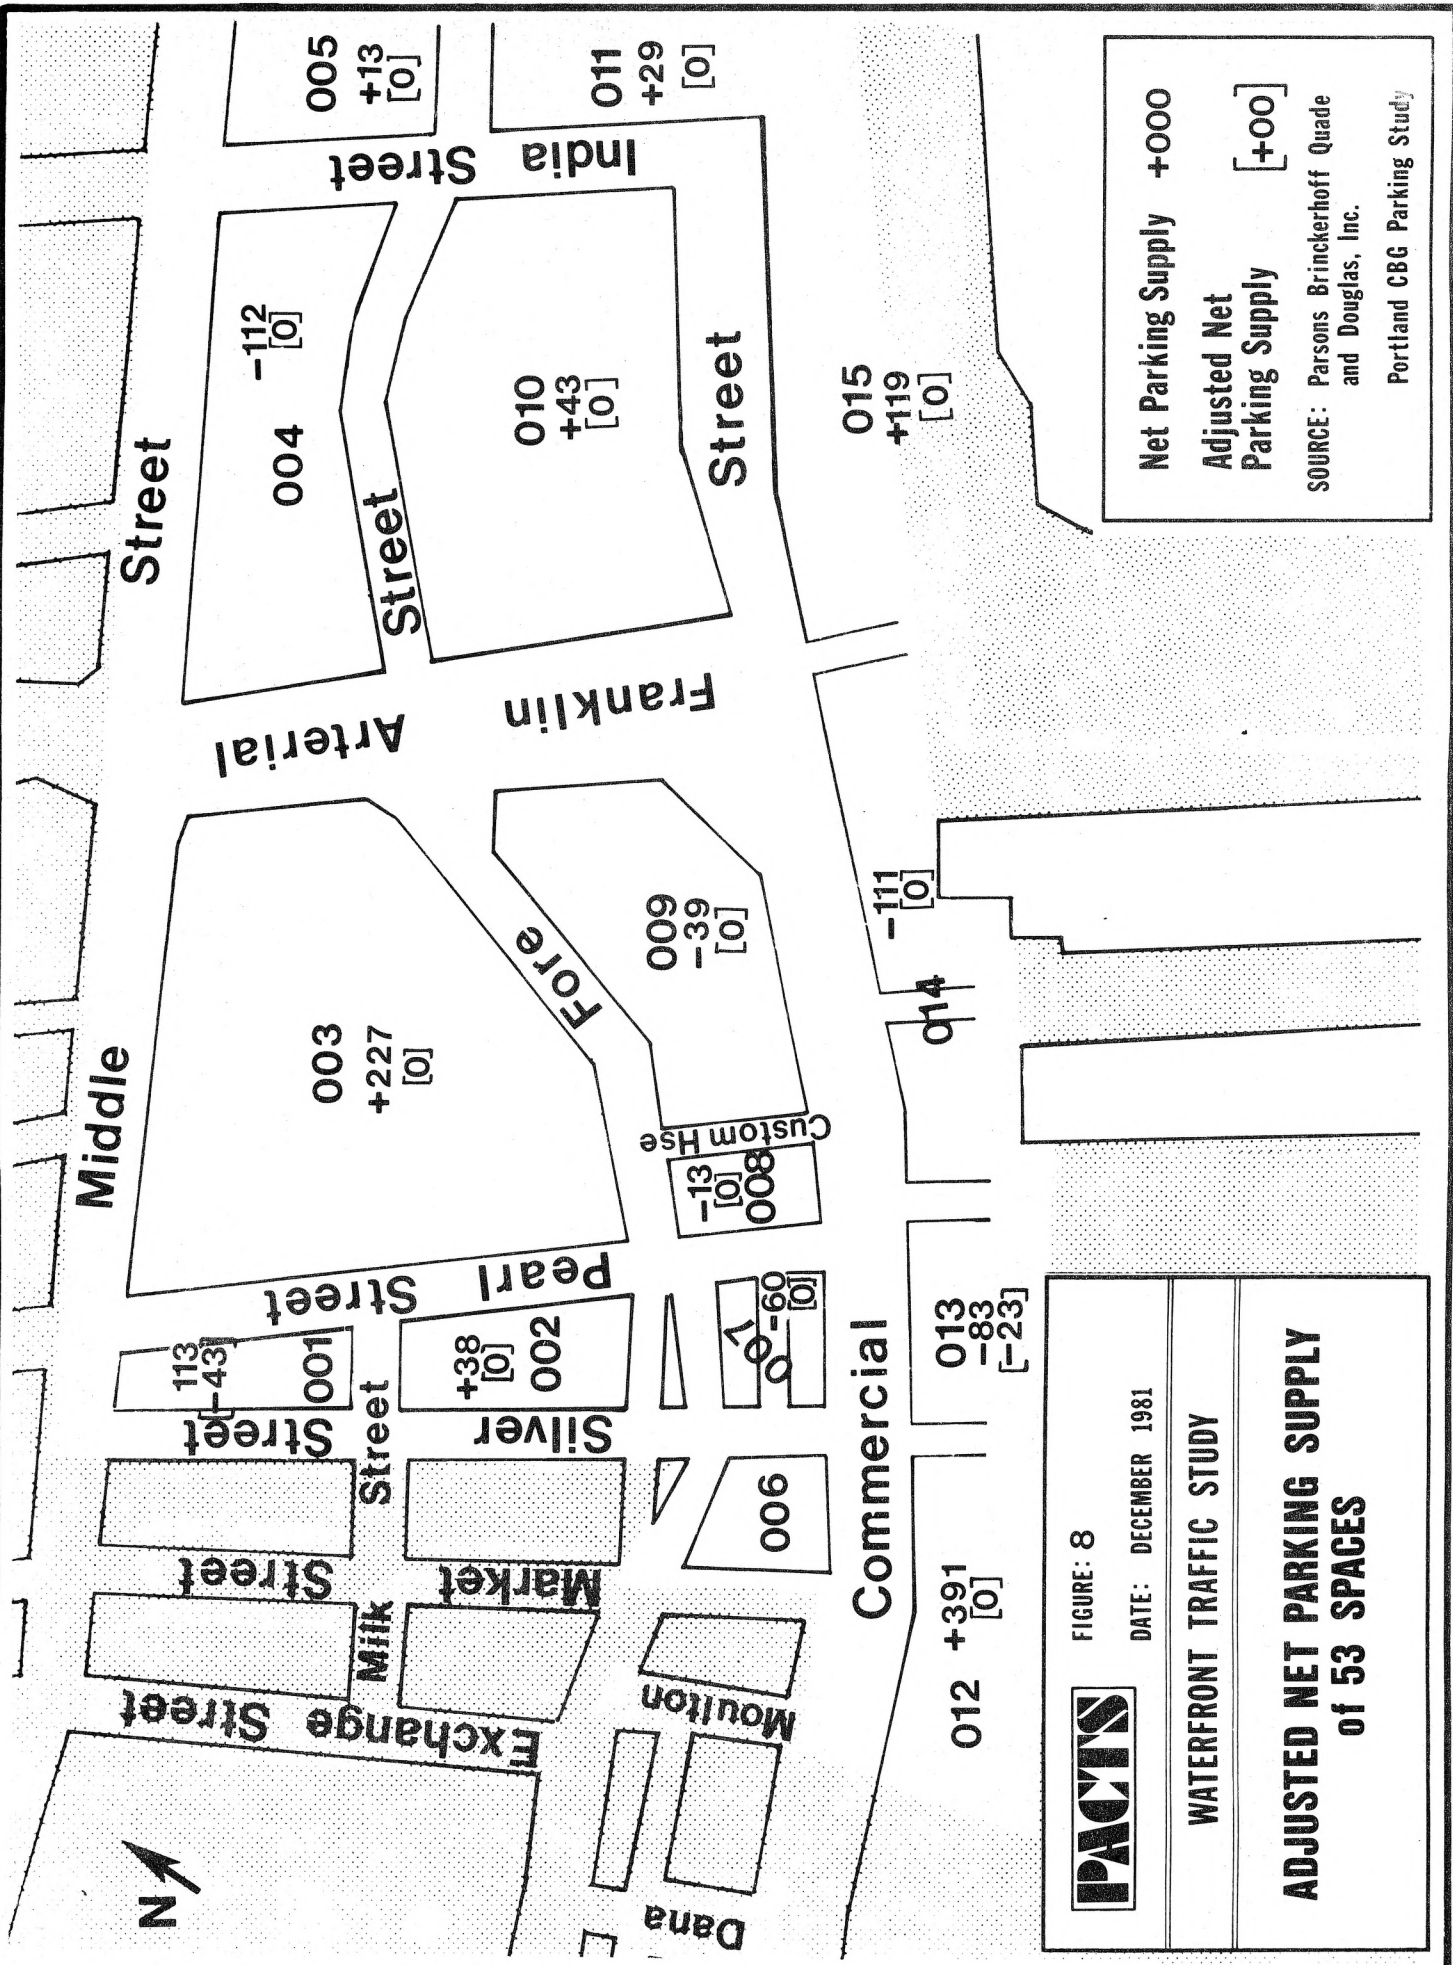 Middle
Street
005
+13
[0]
011
+29
[0]
India
Street
004
-112
[0]
010
+43
[0]
Street
Street
015
+119
[0]
Franklin
Arterial
003
+227
[0]
Fore
009
-39
[0]
-111
[0]
014
Custom Hse
-13
[0]
008
Pearl
Street
113
[-43]
001
+38
[0]
002
007
-60
[0]
Silver
Street
Street
006
Commercial
013
-83
[-23]
Market
Street
Milk
012
+391
[0]
Exchange
Street
Moulton
Dana
N
Net Parking Supply +000
Adjusted Net
Parking Supply [+00]
SOURCE: Parsons Brinckerhoff Quade
and Douglas, Inc.
Portland CBG Parking Study
PACTS
FIGURE: 8
DATE: DECEMBER 1981
WATERFRONT TRAFFIC STUDY
ADJUSTED NET PARKING SUPPLY
of 53 SPACES